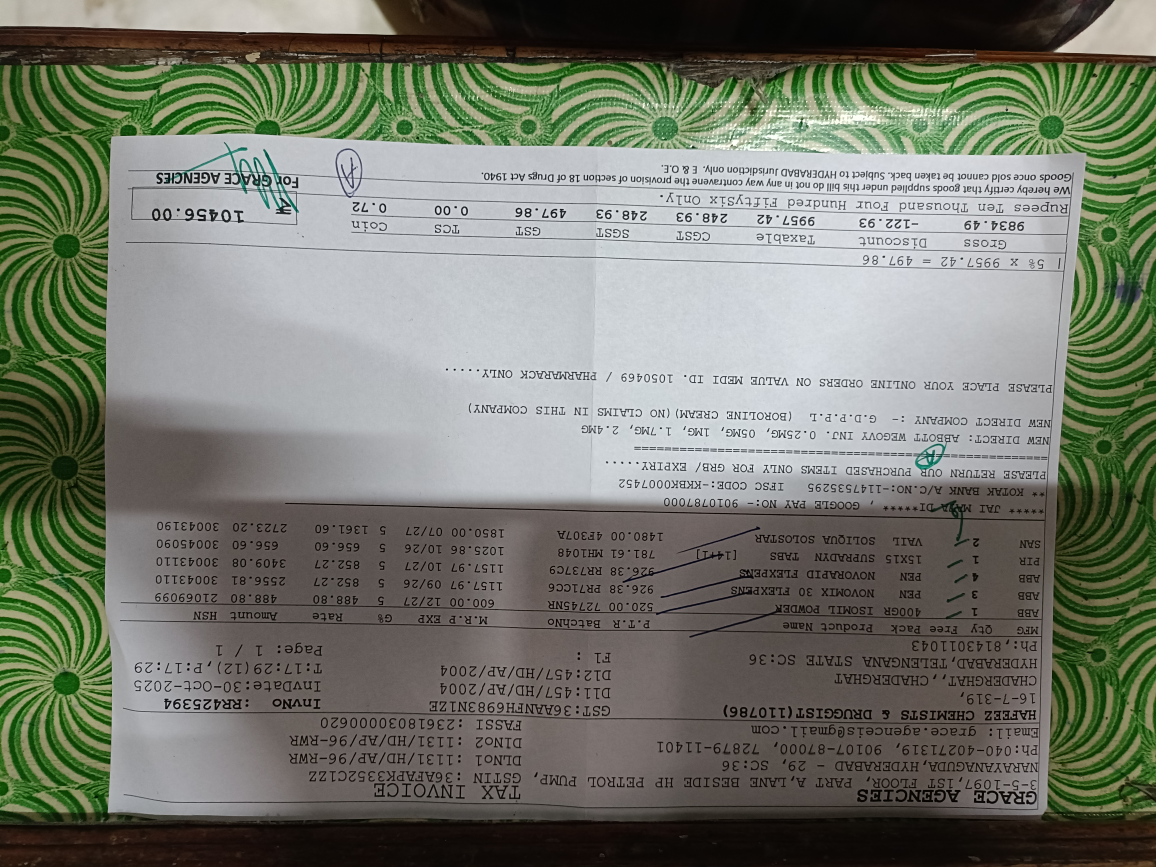 GRACE AGENCIES TAX INVOICE
3-5-1097,1ST FLOOR, PART A,LANE BESIDE HP PETROL PUMP, GSTIN :36APAPK3352C1ZZ
NARAYANAGUDA,HYDERABAD - 29, SC:36 DLNo1 :1131/HD/AP/96-RWR
Ph:040-40271319, 90107-87000, 72879-11401 DlNo2 :1131/HD/AP/96-RWR
Email: grace.agencies@gmail.com FASSI :23618030000620
HAFEEZ CHEMISTS & DRUGGIST(110786) GST:36AANFH6983N1ZE InvNo :RR425394
16-7-319, D11:457/HD/AP/2004 InvDate:30-Oct-2025
CHADERGHAT,, CHADERGHAT D12:457/HD/AP/2004 T:17:29(12),P:17:29
HYDERABAD,TELENGANA STATE SC:36 Fl : Page: 1 / 1
Ph:,8143011043
MFG Qty Free Pack Product Name P.T.R BatchNo M.R.P EXP G% Rate Amount HSN
ABB 1 400GR ISOMIL POWDER 520.00 72745NR 600.00 12/27 5 488.80 488.80 21069099
ABB 3 PEN NOVOMIX 30 FLEXPENS 926.38 PR71CC6 1157.97 09/26 5 852.27 2556.81 30043110
ABB 4 PEN NOVORAPID FLEXPENS 926.38 PR737C9 1157.97 10/27 5 852.27 3409.08 30043110
PIR 1 15X15 SUPRADYN TABS [14+1] 781.61 MH1048 1025.86 10/26 5 656.60 656.60 30045090
SAN 2 VAIL SOLIQUA SOLOSTAR 1480.00 4F307A 1850.00 07/27 5 1361.60 2723.20 30043190
***** JAI MATA DI***** , GOOGLE PAY NO:- 9010787000
** KOTAK BANK A/C.NO:-1147535295 IFSC CODE:-KKBK0007452
PLEASE RETURN OUR PURCHASED ITEMS ONLY FOR GRB/ EXPIRY.....
==================================================
NEW DIRECT: ABBOTT WEGOVY INJ. 0.25MG, 05MG, 1MG, 1.7MG, 2.4MG
NEW DIRECT COMPANY :- G.D.P.P.L (BOROLINE CREAM)(NO CLAIMS IN THIS COMPANY)
PLEASE PLACE YOUR ONLINE ORDERS ON VALUE MEDI ID. 1050469 / PHARMARACK ONLY.....
| 5% x 9957.42 = 497.86
Gross Discount Taxable CGST SGST GST TCS Coin
9834.49 -122.93 9957.42 248.93 248.93 497.86 0.00 0.72 ₹ 10456.00
Rupees Ten Thousand Four Hundred Fiftysix Only.
We hereby certify that goods supplied under this bill do not in any way contravene the provision of section 18 of Drugs Act 1940. For GRACE AGENCIES
Goods once sold cannot be taken back. Subject to HYDERABAD Jurisdiction only. E & O.E.